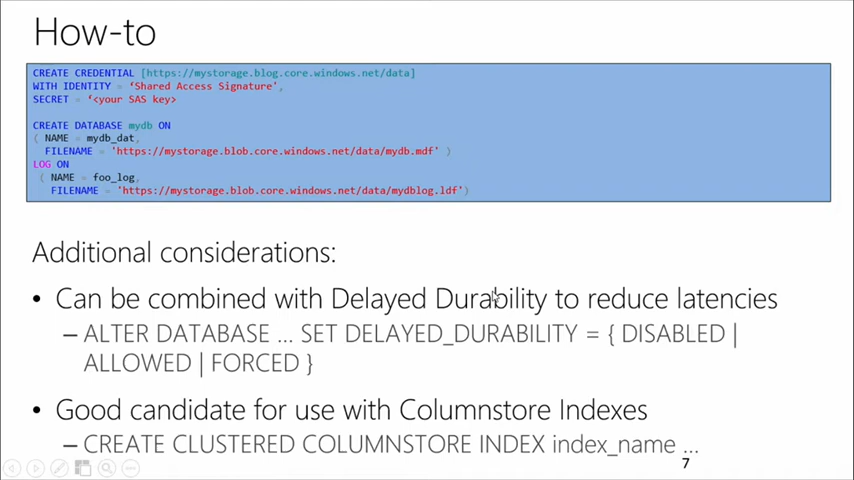 How-to
CREATE CREDENTIAL [https://mystorage.blog.core.windows.net/data]
WITH IDENTITY = ‘Shared Access Signature’,
SECRET = ‘<your SAS key>
CREATE DATABASE mydb ON
( NAME = mydb_dat,
FILENAME = 'https://mystorage.blob.core.windows.net/data/mydb.mdf' )
LOG ON
( NAME = foo_log,
FILENAME = 'https://mystorage.blob.core.windows.net/data/mydblog.ldf')
Additional considerations:
• Can be combined with Delayed Durability to reduce latencies
– ALTER DATABASE ... SET DELAYED_DURABILITY = { DISABLED |
ALLOWED | FORCED }
• Good candidate for use with Columnstore Indexes
– CREATE CLUSTERED COLUMNSTORE INDEX index_name ...
7